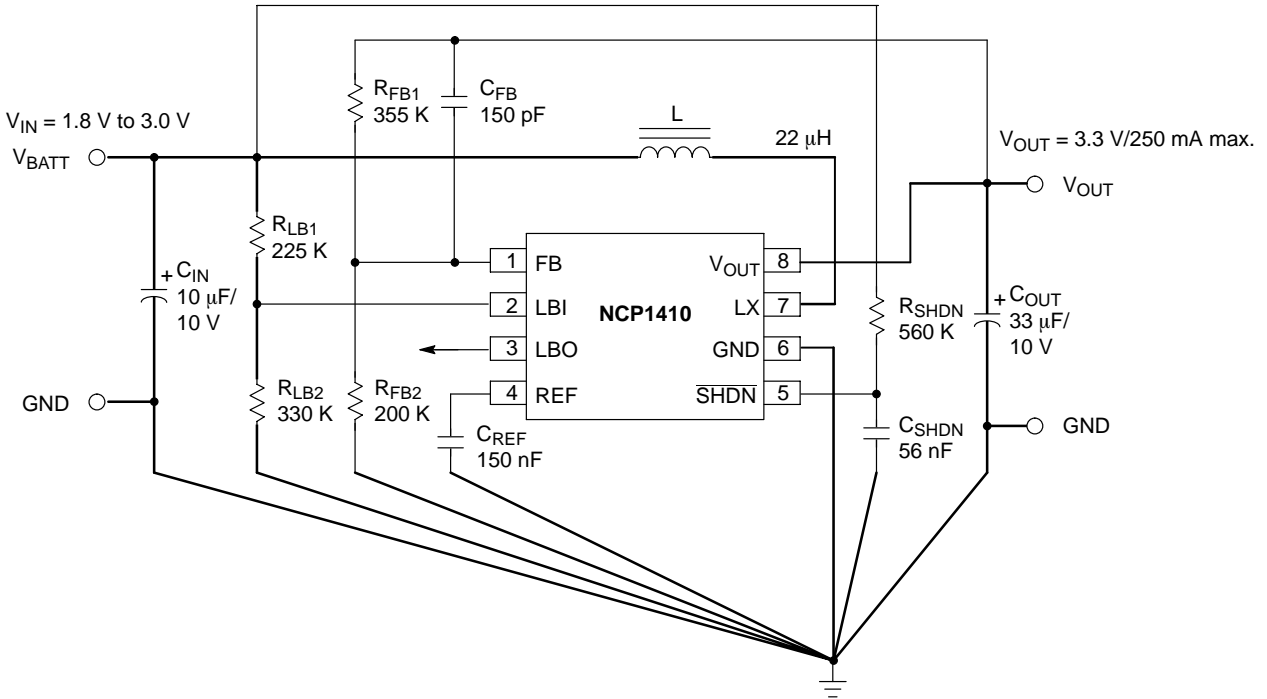 R_FB1
355 K
C_FB
150 pF
V_IN = 1.8 V to 3.0 V
V_BATT
L
22 µH
V_OUT = 3.3 V/250 mA max.
V_OUT
R_LB1
225 K
+ C_IN
10 µF/
10 V
1 FB
2 LBI
3 LBO
4 REF
NCP1410
V_OUT 8
LX 7
GND 6
SHDN 5
R_SHDN
560 K
+ C_OUT
33 µF/
10 V
GND
R_LB2
330 K
R_FB2
200 K
C_REF
150 nF
C_SHDN
56 nF
GND